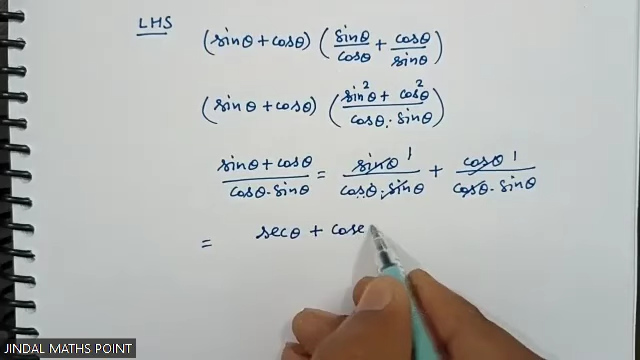 LHS
(sinθ + cosθ) (sinθ/cosθ + cosθ/sinθ)
(sinθ + cosθ) (sin²θ + cos²θ / cosθ · sinθ)
sinθ + cosθ / cosθ · sinθ = sinθ 1 / cosθ · sinθ + cosθ 1 / cosθ · sinθ
= secθ + cose
JINDAL MATHS POINT